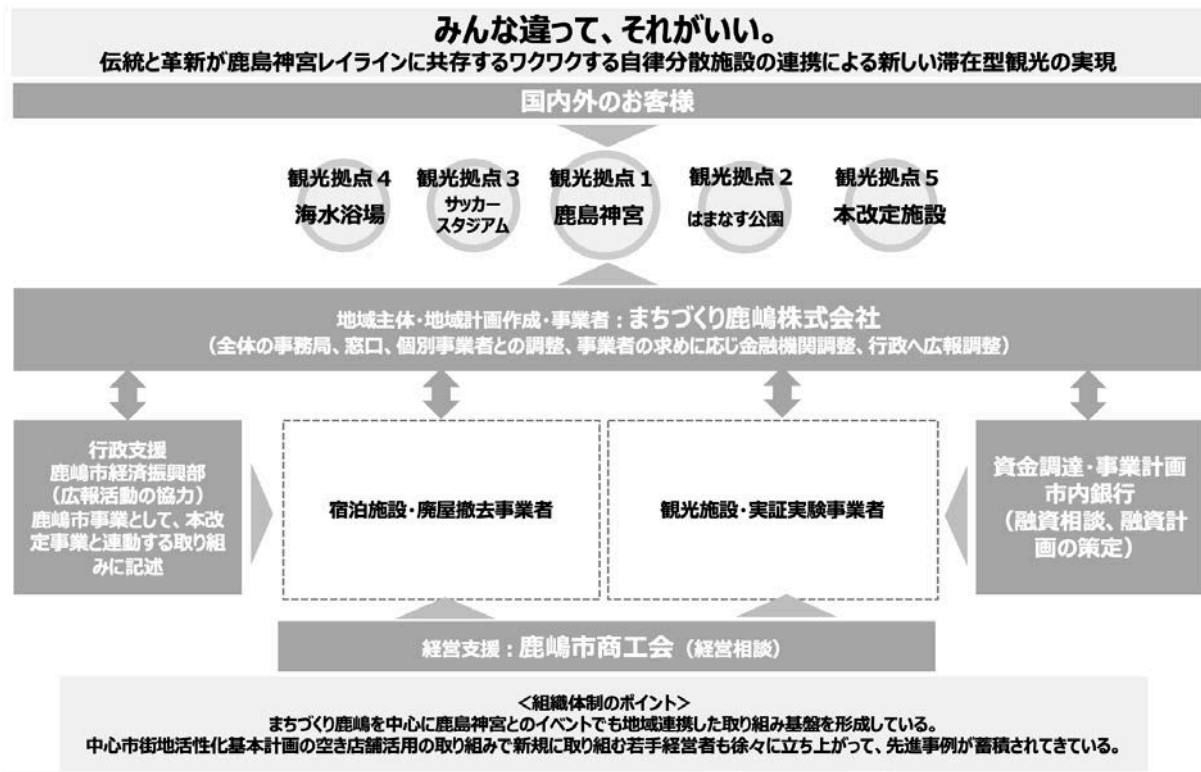 みんな違って、それがいい。
伝統と革新が鹿島神宮レイラインに共存するワクワクする自律分散施設の連携による新しい滞在型観光の実現
国内外のお客様
観光拠点4
海水浴場
観光拠点3
サッカー
スタジアム
観光拠点1
鹿島神宮
観光拠点2
はまなす公園
観光拠点5
本改定施設
地域主体・地域計画作成・事業者：まちづくり鹿嶋株式会社
（全体の事務局、窓口、個別事業者との調整、事業者の求めに応じ金融機関調整、行政へ広報調整）
行政支援
鹿嶋市経済振興部
（広報活動の協力）
鹿嶋市事業として、本改
定事業と連動する取り組
みに記述
宿泊施設・廃屋撤去事業者
観光施設・実証実験事業者
資金調達・事業計画
市内銀行
（融資相談、融資計
画の策定）
経営支援：鹿嶋市商工会（経営相談）
＜組織体制のポイント＞
まちづくり鹿嶋を中心に鹿島神宮とのイベントでも地域連携した取り組み基盤を形成している。
中心市街地活性化基本計画の空き店舗活用の取り組みで新規に取り組む若手経営者も徐々に立ち上がって、先進事例が蓄積されてきている。